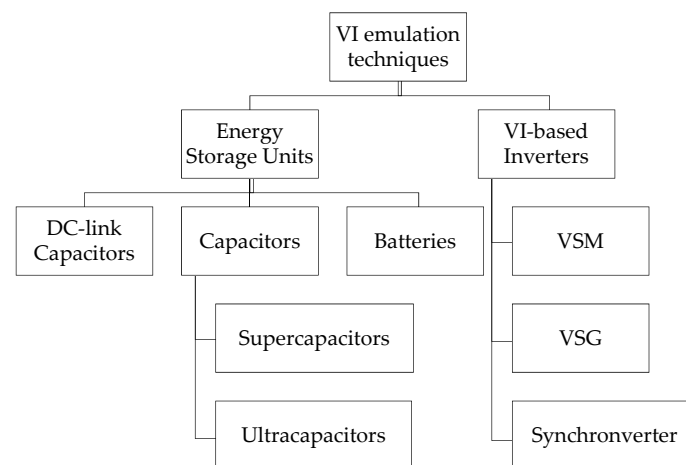 VI emulation
techniques
Energy
Storage Units
VI-based
Inverters
DC-link
Capacitors
Capacitors
Batteries
VSM
Supercapacitors
VSG
Ultracapacitors
Synchronverter